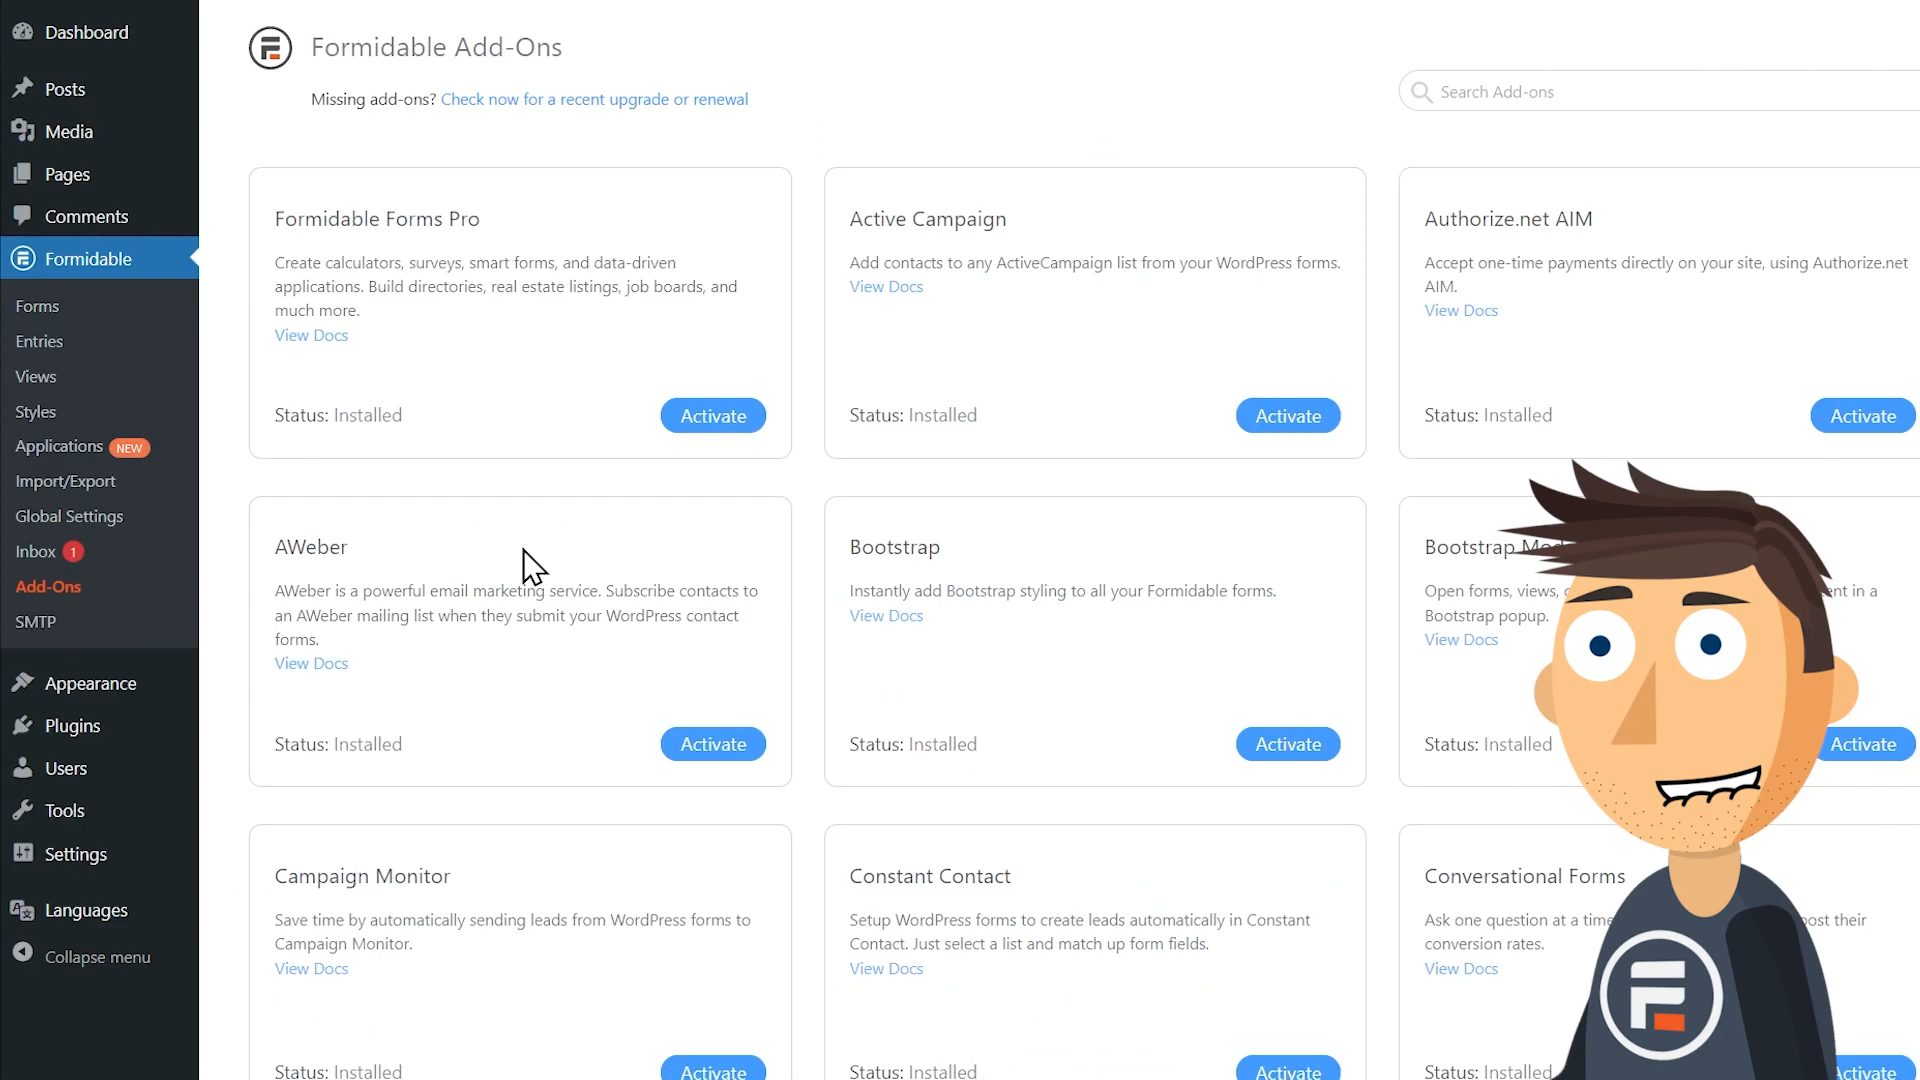 Dashboard
Posts
Media
Pages
Comments
Formidable
Forms
Entries
Views
Styles
Applications NEW
Import/Export
Global Settings
Inbox 1
Add-Ons
SMTP
Appearance
Plugins
Users
Tools
Settings
Languages
Collapse menu
Formidable Add-Ons
Missing add-ons? Check now for a recent upgrade or renewal
Search Add-ons
Formidable Forms Pro
Create calculators, surveys, smart forms, and data-driven
applications. Build directories, real estate listings, job boards, and
much more.
View Docs
Status: Installed
Activate
Active Campaign
Add contacts to any ActiveCampaign list from your WordPress forms.
View Docs
Status: Installed
Activate
Authorize.net AIM
Accept one-time payments directly on your site, using Authorize.net
AIM.
View Docs
Status: Installed
Activate
AWeber
AWeber is a powerful email marketing service. Subscribe contacts to
an AWeber mailing list when they submit your WordPress contact
forms.
View Docs
Status: Installed
Activate
Bootstrap
Instantly add Bootstrap styling to all your Formidable forms.
View Docs
Status: Installed
Activate
Bootstrap
Open forms, views, in a
Bootstrap popup.
View Docs
Status: Installed
Activate
Campaign Monitor
Save time by automatically sending leads from WordPress forms to
Campaign Monitor.
View Docs
Status: Installed
Activate
Constant Contact
Setup WordPress forms to create leads automatically in Constant
Contact. Just select a list and match up form fields.
View Docs
Status: Installed
Activate
Conversational Forms
Ask one question at a time their
conversion rates.
View Docs
Status: Installed
Activate